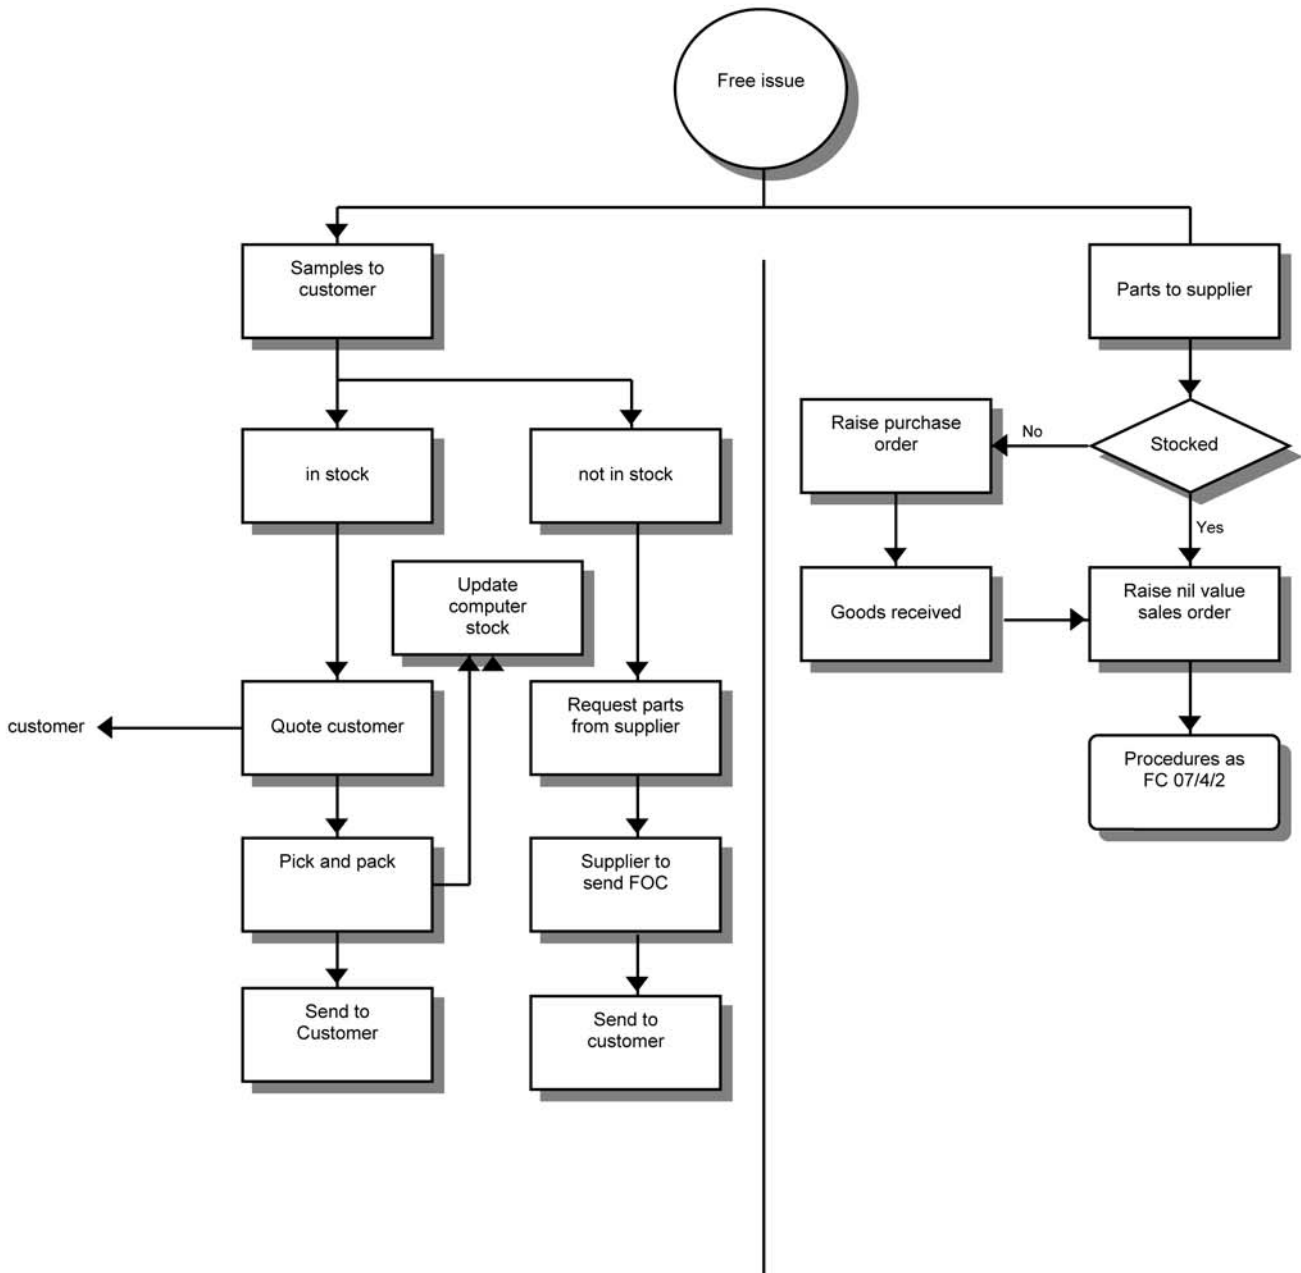 Free issue
Samples to
customer
Parts to supplier
Raise purchase
order
No
Stocked
in stock
not in stock
Yes
Update
computer
stock
Goods received
Raise nil value
sales order
customer
Quote customer
Request parts
from supplier
Procedures as
FC 07/4/2
Pick and pack
Supplier to
send FOC
Send to
Customer
Send to
customer